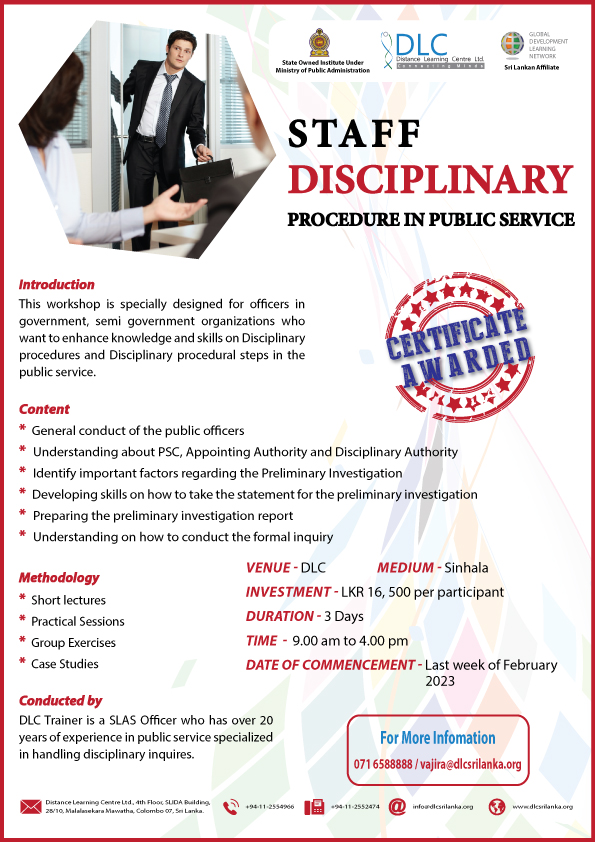 State Owned Institute Under
Ministry of Public Administration
DLC
Distance Learning Centre Ltd.
Connecting Minds
GLOBAL
DEVELOPMENT
LEARNING
NETWORK
Sri Lankan Affiliate
STAFF
DISCIPLINARY
PROCEDURE IN PUBLIC SERVICE
Introduction
This workshop is specially designed for officers in
government, semi government organizations who
want to enhance knowledge and skills on Disciplinary
procedures and Disciplinary procedural steps in the
public service.
CERTIFICATE
AWARDED
Content
* General conduct of the public officers
* Understanding about PSC, Appointing Authority and Disciplinary Authority
* Identify important factors regarding the Preliminary Investigation
* Developing skills on how to take the statement for the preliminary investigation
* Preparing the preliminary investigation report
* Understanding on how to conduct the formal inquiry
Methodology
* Short lectures
* Practical Sessions
* Group Exercises
* Case Studies
VENUE - DLC MEDIUM - Sinhala
INVESTMENT - LKR 16, 500 per participant
DURATION - 3 Days
TIME - 9.00 am to 4.00 pm
DATE OF COMMENCEMENT - Last week of February
2023
Conducted by
DLC Trainer is a SLAS Officer who has over 20
years of experience in public service specialized
in handling disciplinary inquires.
For More Infomation
071 6588888 / vajira@dlcsrilanka.org
Distance Learning Centre Ltd., 4th Floor, SLIDA Building,
28/10, Malalasekara Mawatha, Colombo 07, Sri Lanka.
+94-11-2554966
+94-11-2552474
info@dlcsrilanka.org
www.dlcsrilanka.org